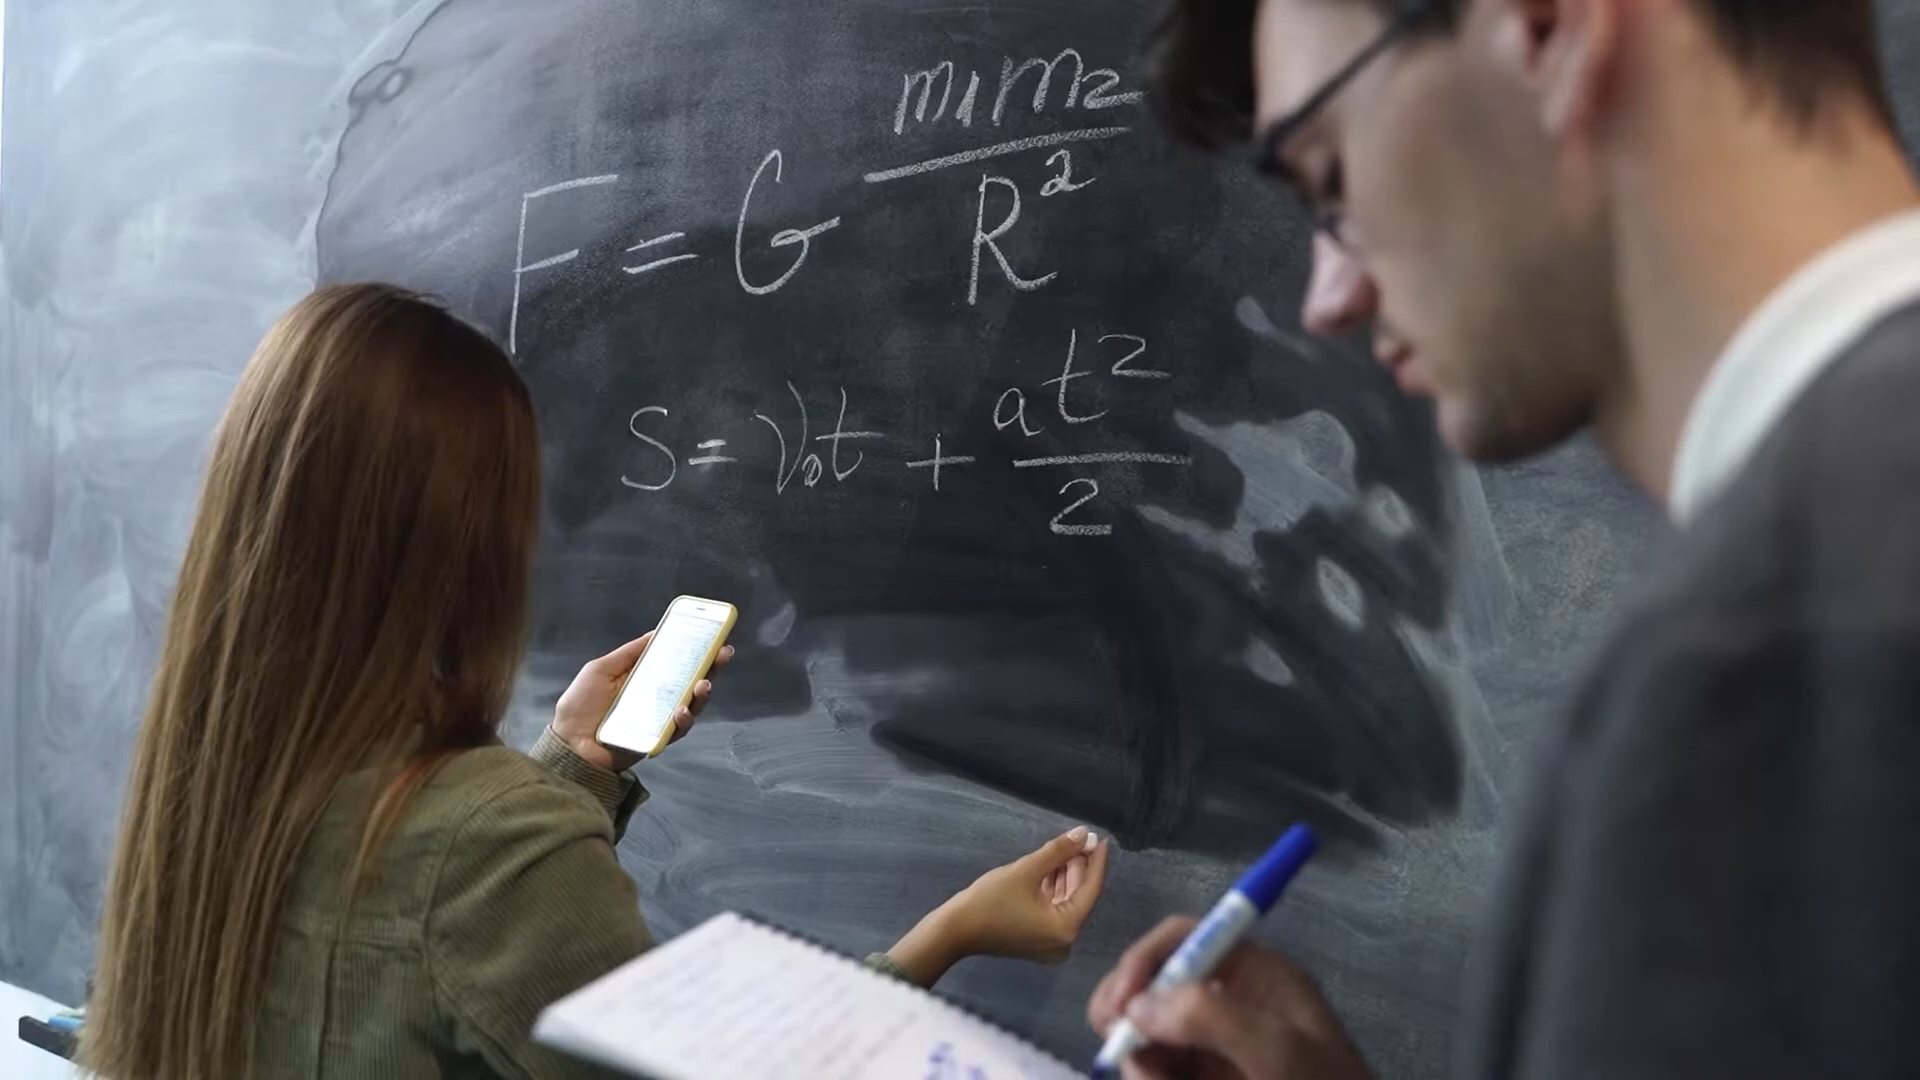 F = G m₁m₂/R²
S = V₀t + at²/2